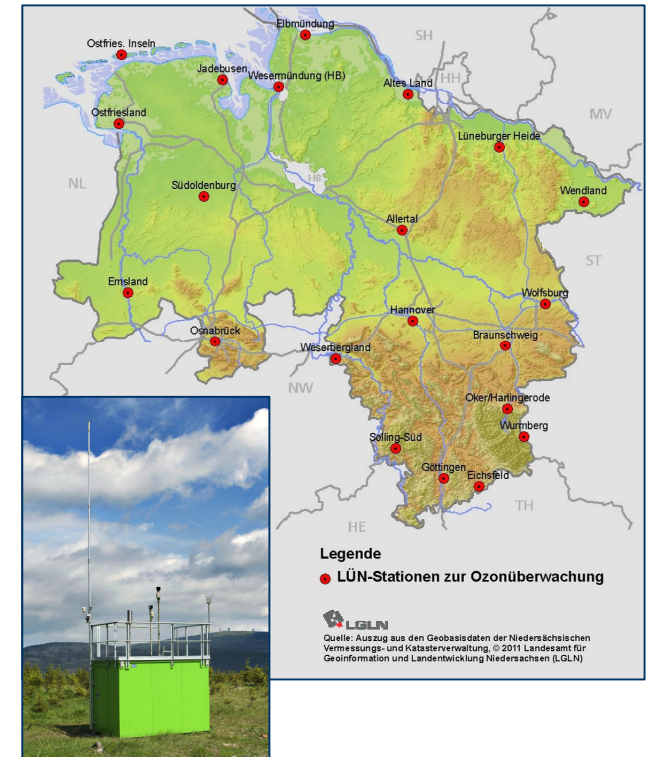 Elbmündung
SH
Ostfries. Inseln
Jadebusen
Wesermündung (HB)
Altes Land
HH
MV
Ostfriesland
Lüneburger Heide
NL
HB
Südoldenburg
Wendland
Allertal
ST
Emsland
Wolfsburg
Hannover
Osnabrück
Braunschweig
Weserbergland
NW
Oker/Harlingerode
Wurmberg
Solling-Süd
Göttingen
Eichsfeld
TH
HE
Legende
LÜN-Stationen zur Ozonüberwachung
LGLN
Quelle: Auszug aus den Geobasisdaten der Niedersächsischen
Vermessungs- und Katasterverwaltung, © 2011 Landesamt für
Geoinformation und Landentwicklung Niedersachsen (LGLN)